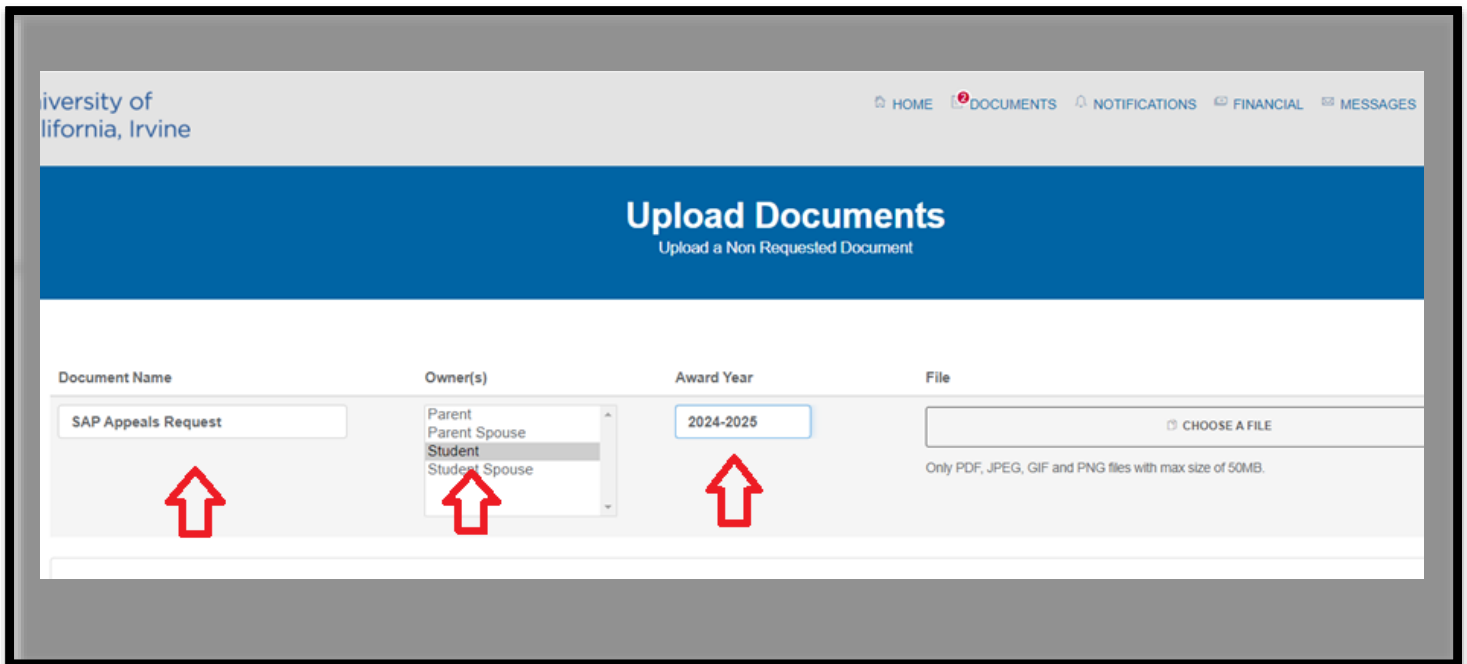 iversity of
lifornia, Irvine
HOME 2 DOCUMENTS NOTIFICATIONS FINANCIAL MESSAGES
Upload Documents
Upload a Non Requested Document
Document Name Owner(s) Award Year File
SAP Appeals Request
Parent
Parent Spouse
Student
Student Spouse
2024-2025
CHOOSE A FILE
Only PDF, JPEG, GIF and PNG files with max size of 50MB.